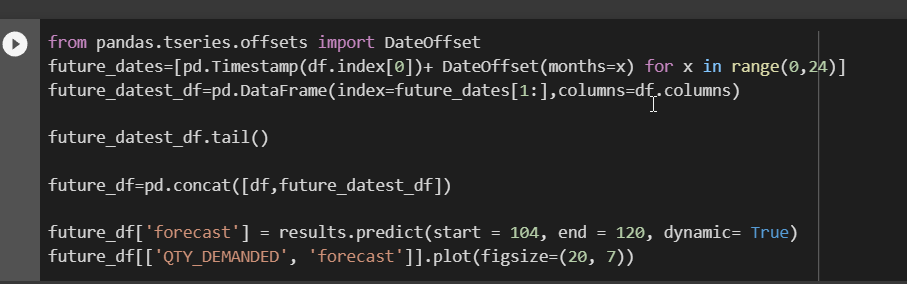 from pandas.tseries.offsets import DateOffset
future_dates=[pd.Timestamp(df.index[0])+ DateOffset(months=x) for x in range(0,24)]
future_datest_df=pd.DataFrame(index=future_dates[1:],columns=df.columns)
future_datest_df.tail()
future_df=pd.concat([df,future_datest_df])
future_df['forecast'] = results.predict(start = 104, end = 120, dynamic= True)
future_df[['QTY_DEMANDED', 'forecast']].plot(figsize=(20, 7))